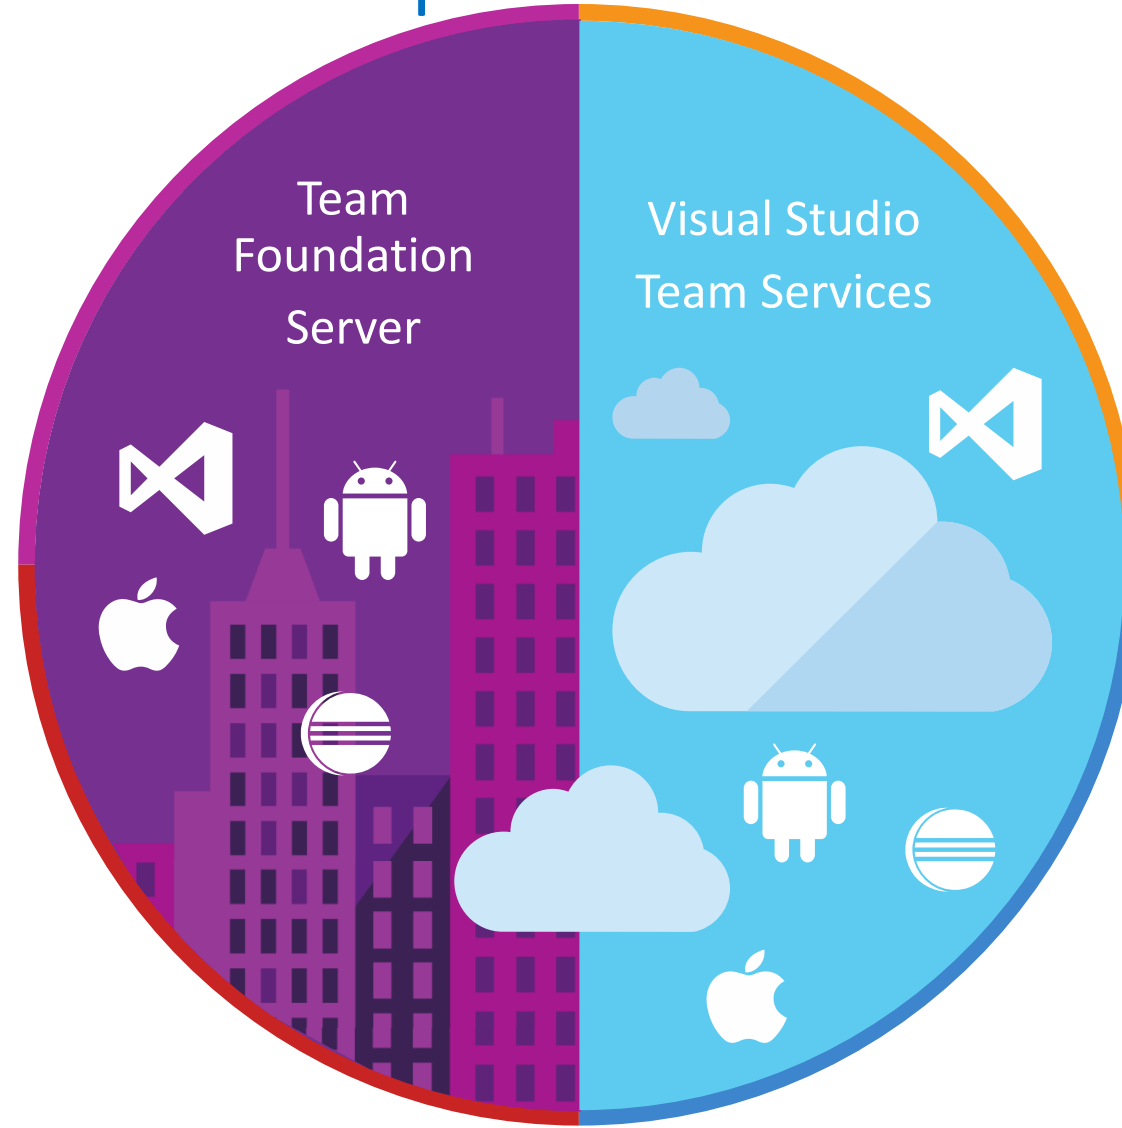 Team
Foundation
Server
Visual Studio
Team Services